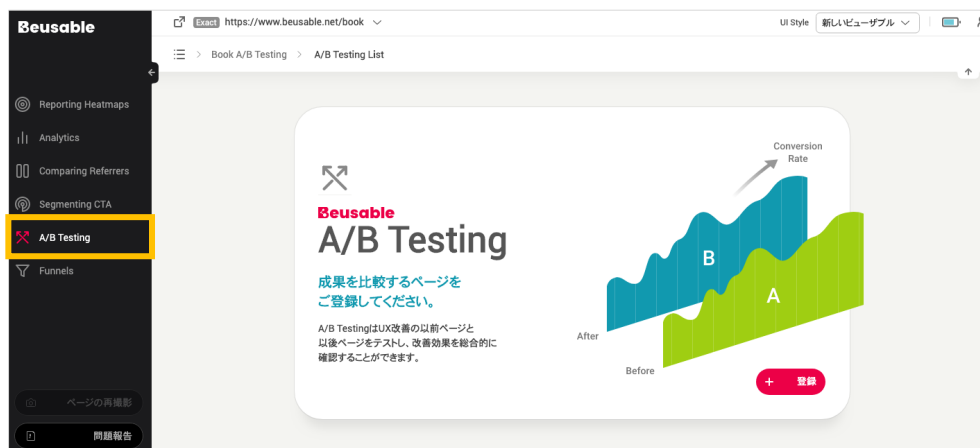 Beusable
Exact https://www.beusable.net/book
UI Style 新しいビューザブル
Book A/B Testing > A/B Testing List
Reporting Heatmaps
Analytics
Comparing Referrers
Segmenting CTA
A/B Testing
Funnels
ページの再撮影
問題報告
Beusable
A/B Testing
成果を比較するページを
ご登録してください。
A/B TestingはUX改善の以前ページと
以後ページをテストし、改善効果を総合的に
確認することができます。
Conversion
Rate
B
A
After
Before
+ 登録